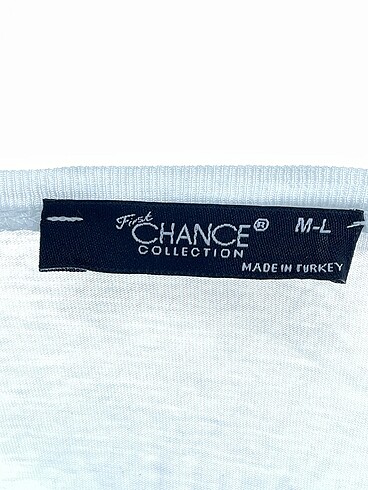 First
CHANCE® M-L
COLLECTION
MADE IN TURKEY